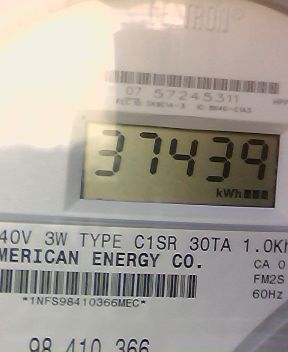 07 57245311
37439
kWh
40V 3W TYPE C1SR 30TA 1.0Kh
MERICAN ENERGY CO.
CA 0
FM2S
60Hz
*1NFS98410366MEC*
98 410 366